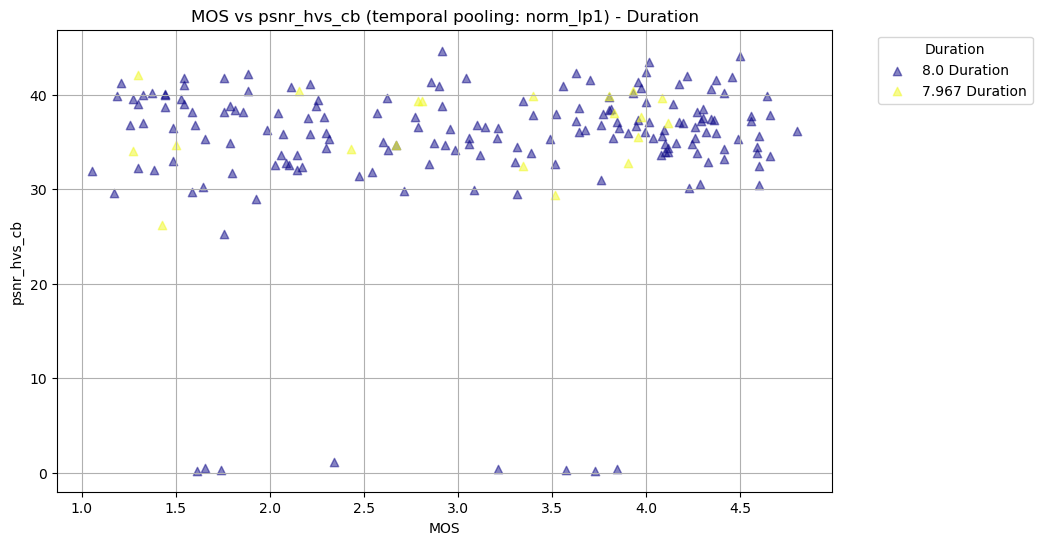 MOS vs psnr_hvs_cb (temporal pooling: norm_lp1) - Duration
Duration
8.0 Duration
7.967 Duration
psnr_hvs_cb
40
30
20
10
0
1.0 1.5 2.0 2.5 3.0 3.5 4.0 4.5
MOS